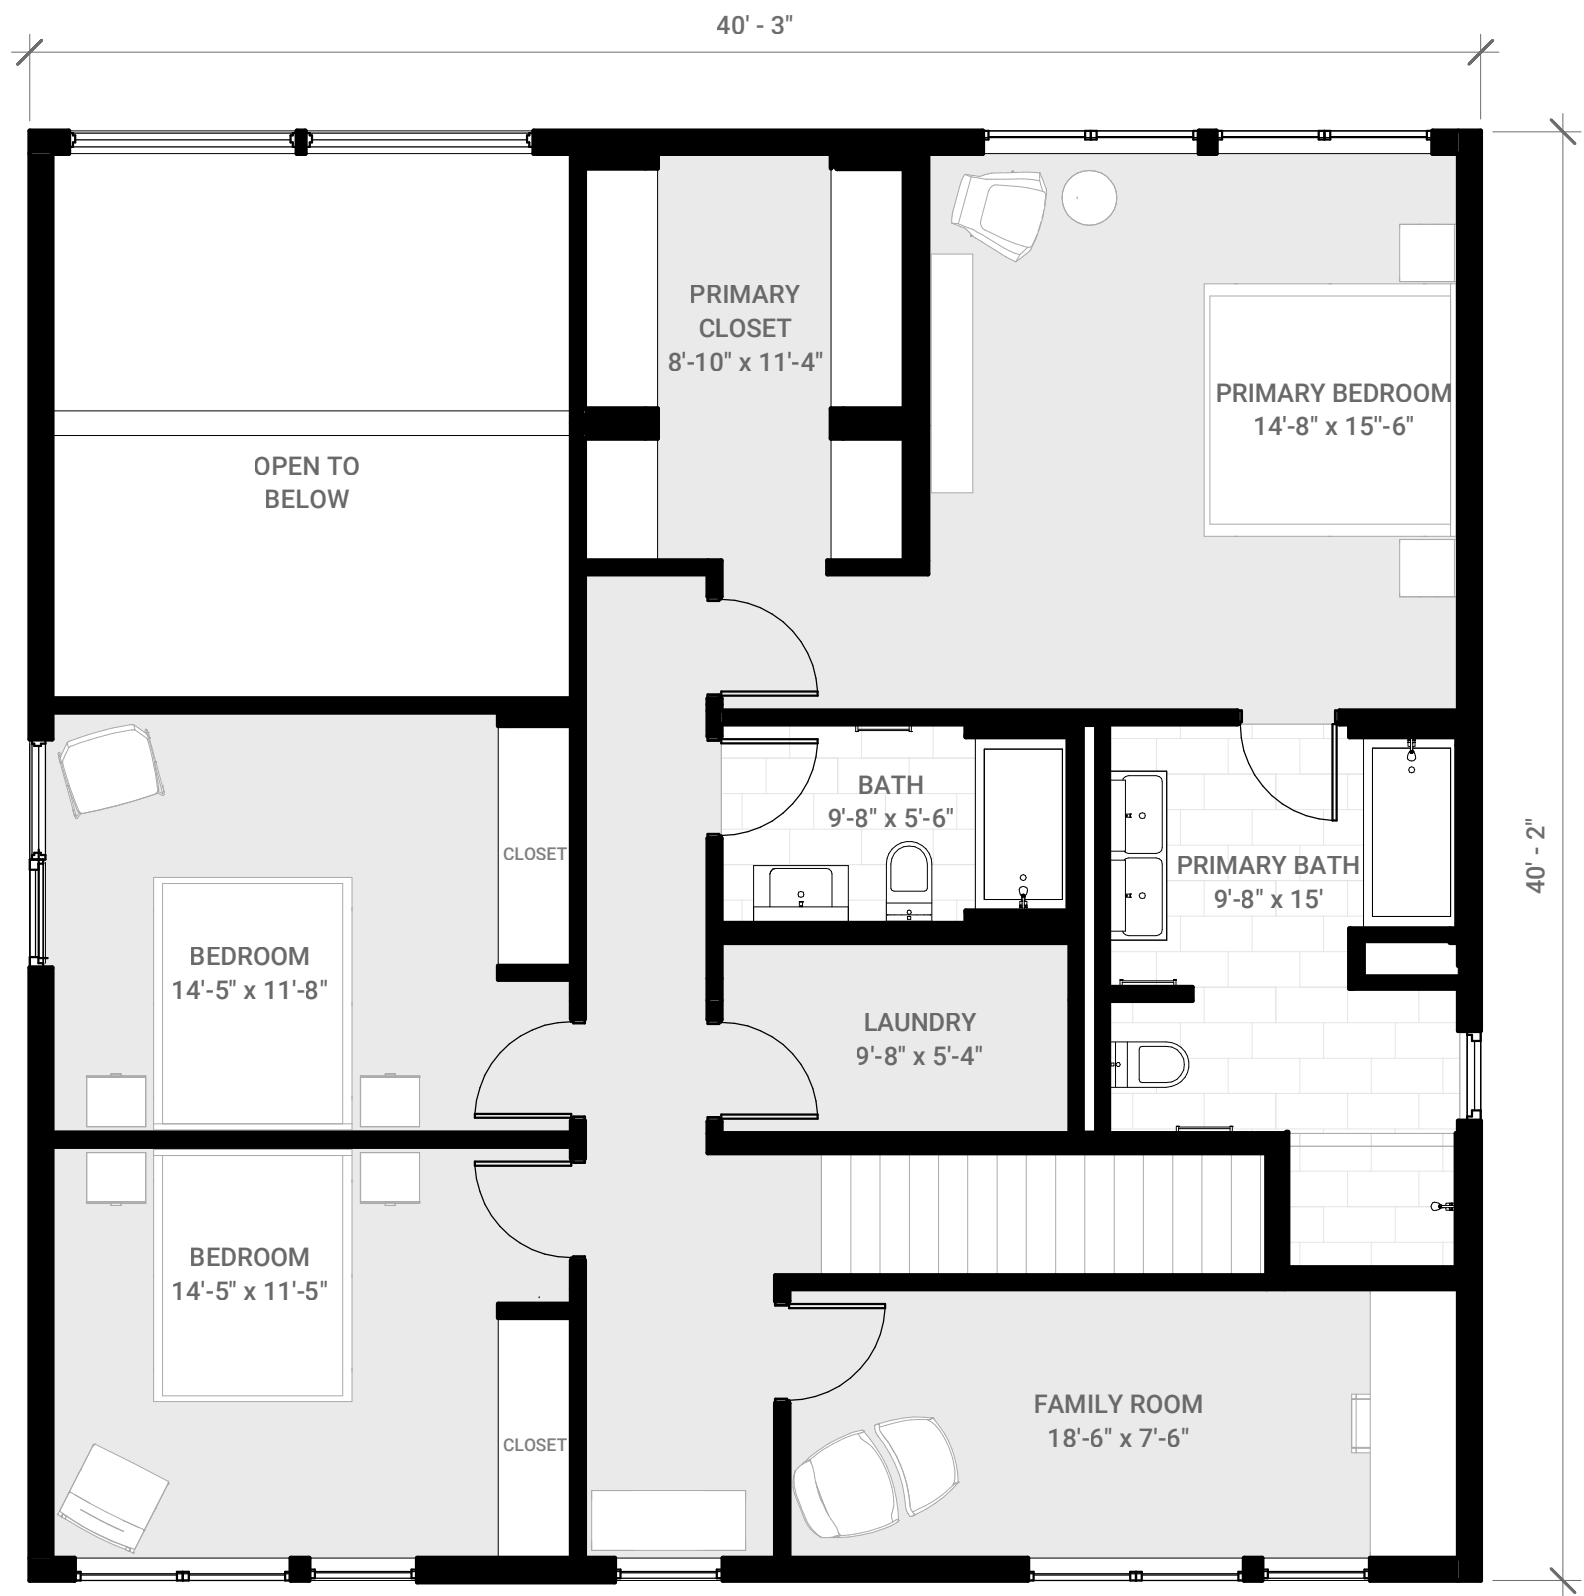 40' - 3"
PRIMARY
CLOSET
8'-10" x 11'-4"
PRIMARY BEDROOM
14'-8" x 15"-6"
OPEN TO
BELOW
BATH
9'-8" x 5'-6"
CLOSET
PRIMARY BATH
9'-8" x 15'
40' - 2"
BEDROOM
14'-5" x 11'-8"
LAUNDRY
9'-8" x 5'-4"
BEDROOM
14'-5" x 11'-5"
FAMILY ROOM
18'-6" x 7'-6"
CLOSET